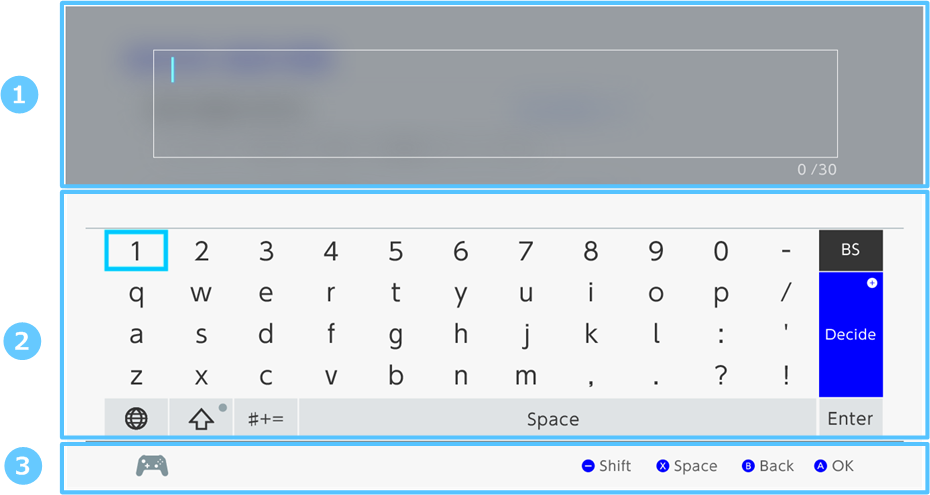 1
0 /30
2
1 2 3 4 5 6 7 8 9 0 - BS
q w e r t y u i o p /
a s d f g h j k l : ' Decide
z x c v b n m , . ? !
#+= Space Enter
3
− Shift X Space B Back A OK